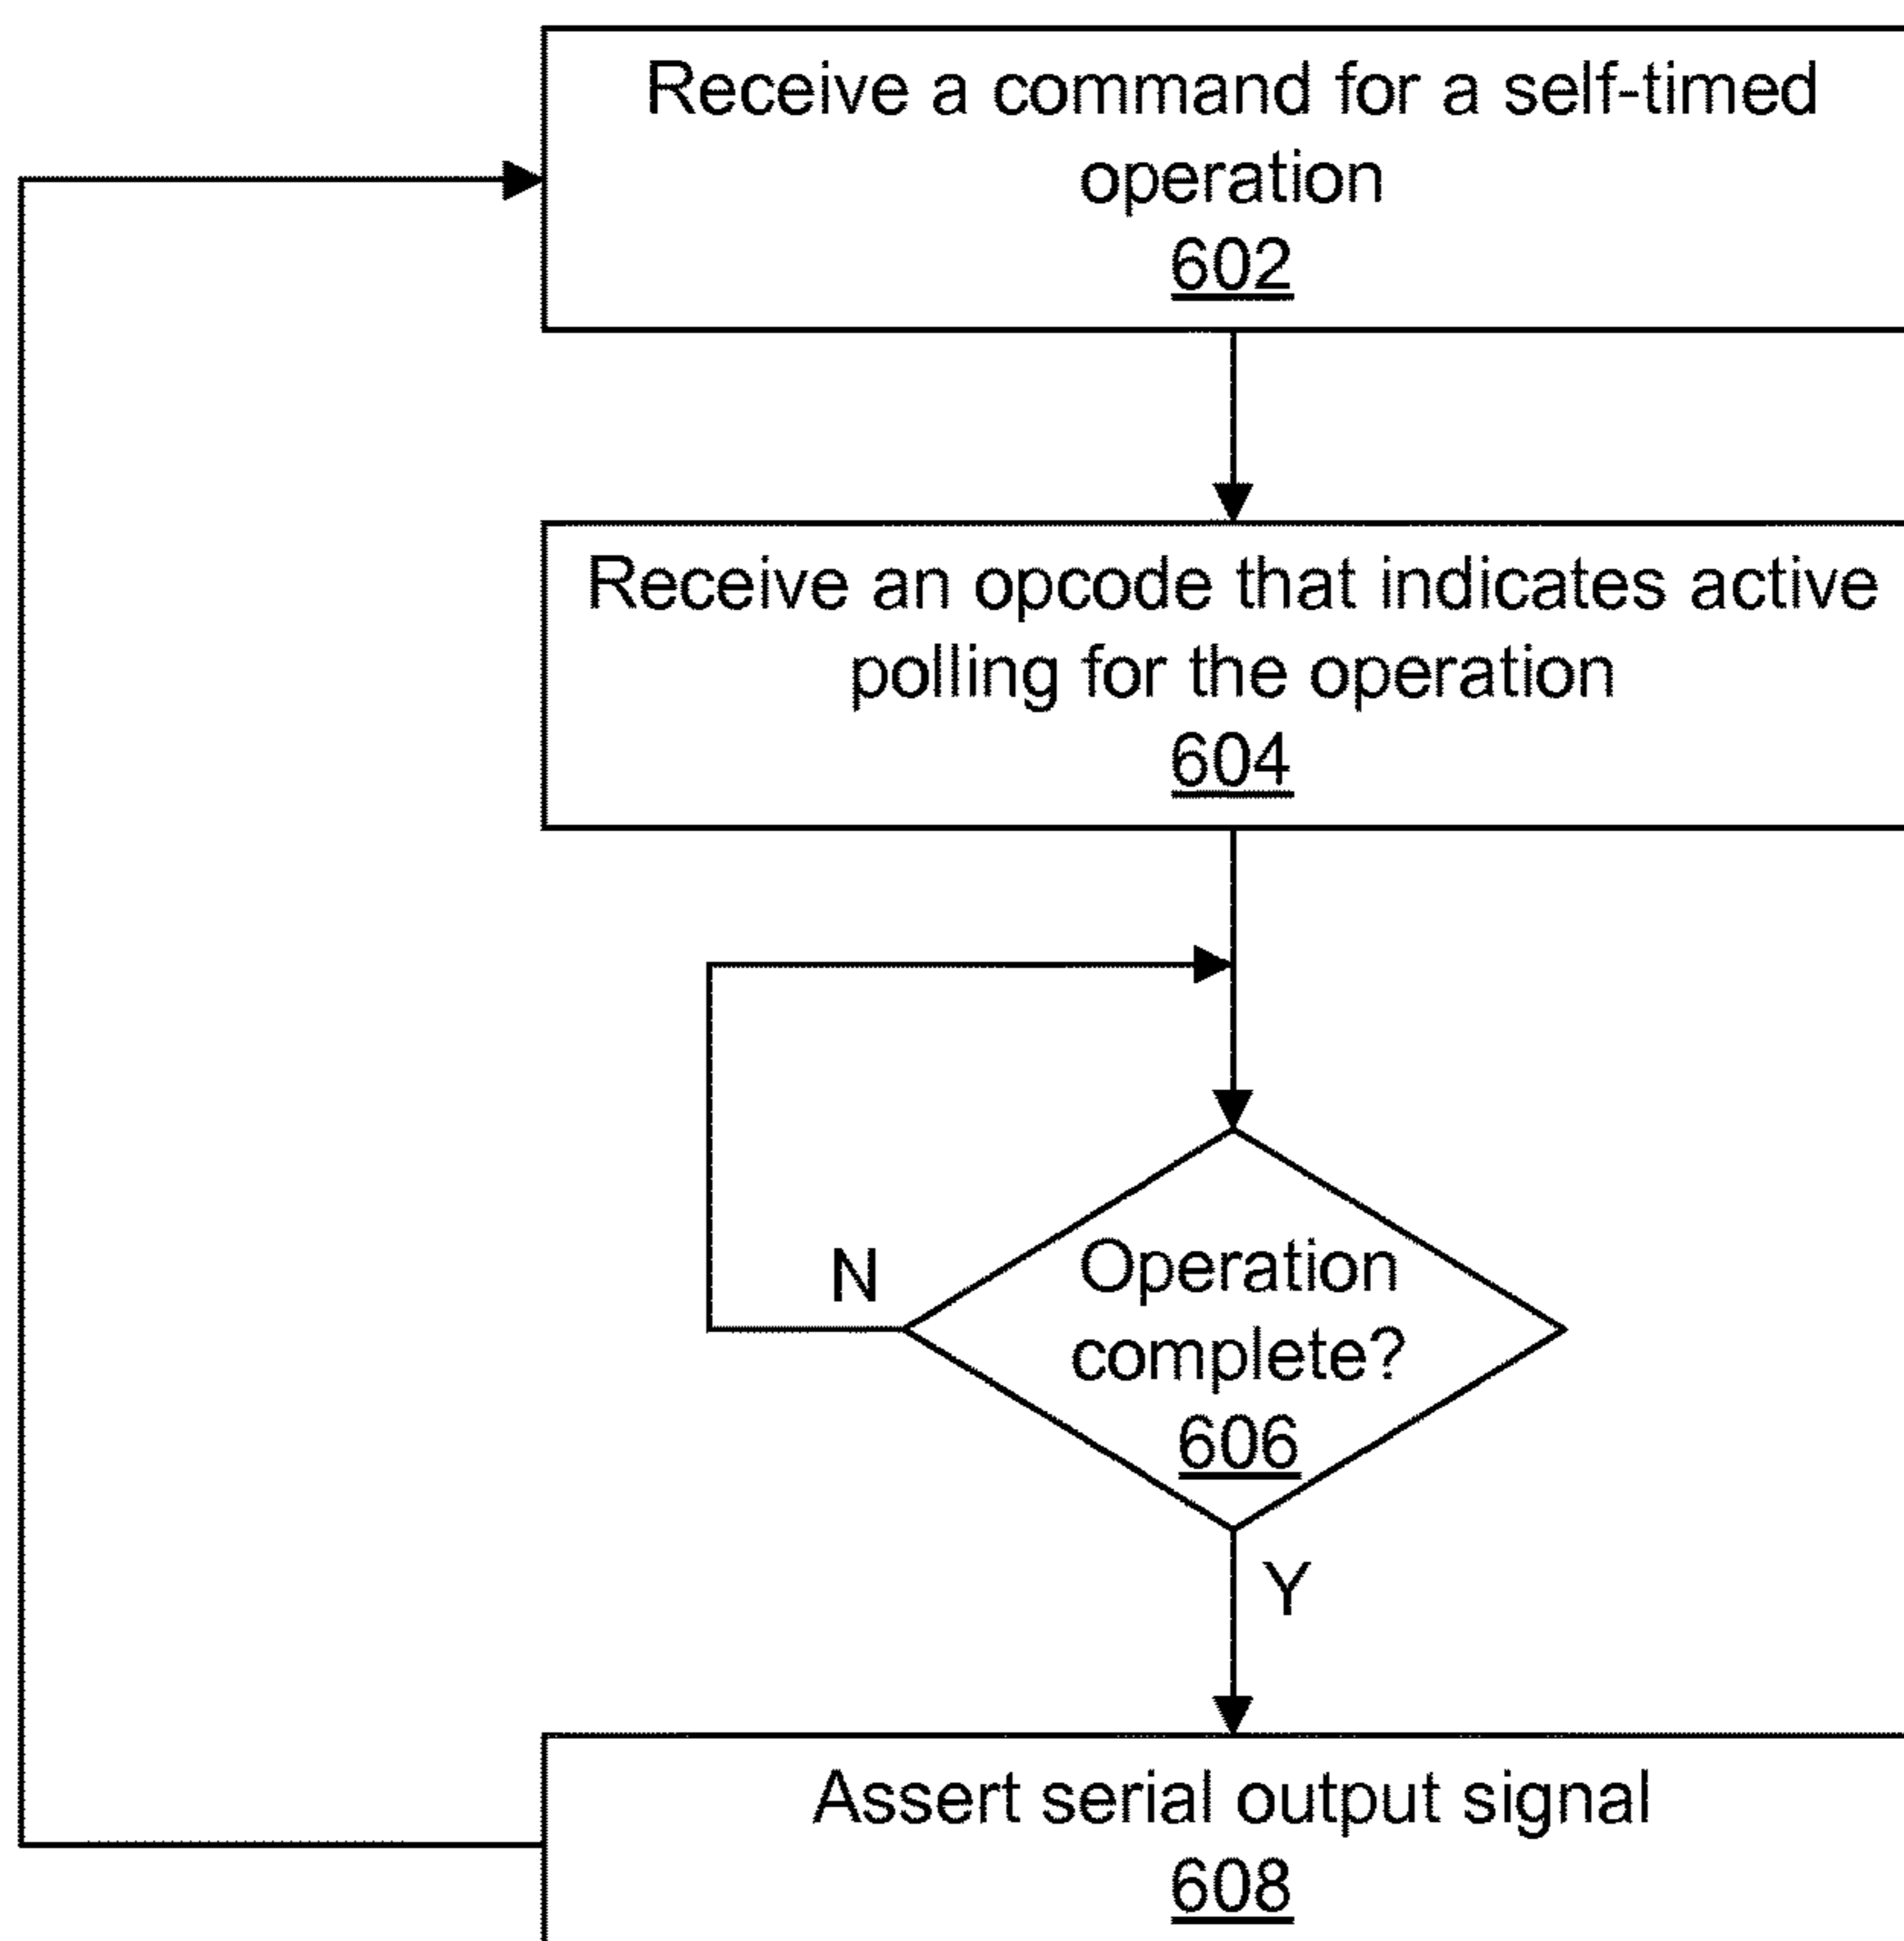 Receive a command for a self-timed
operation
602
Receive an opcode that indicates active
polling for the operation
604
N
Operation
complete?
606
Y
Assert serial output signal
608